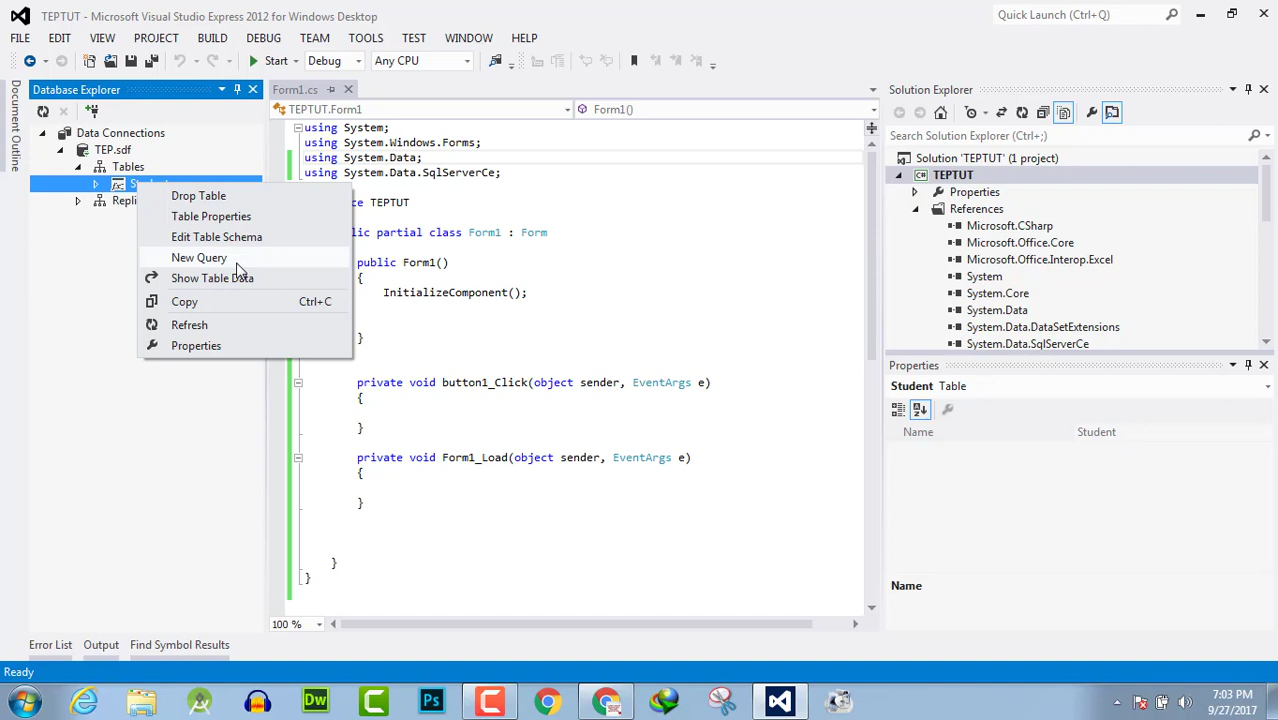 TEPTUT - Microsoft Visual Studio Express 2012 for Windows Desktop
Quick Launch (Ctrl+Q)
FILE EDIT VIEW PROJECT BUILD DEBUG TEAM TOOLS TEST WINDOW HELP
Start Debug Any CPU
Document Outline
Database Explorer
Data Connections
TEP.sdf
Tables
Repli
Drop Table
Table Properties
Edit Table Schema
New Query
Show Table Data
Copy Ctrl+C
Refresh
Properties
Form1.cs
TEPTUT.Form1 Form1()
using System;
using System.Windows.Forms;
using System.Data;
using System.Data.SqlServerCe;
ce TEPTUT
lic partial class Form1 : Form
public Form1()
{
InitializeComponent();
}
private void button1_Click(object sender, EventArgs e)
{
}
private void Form1_Load(object sender, EventArgs e)
{
}
}
}
100 %
Solution Explorer
Search Solution Explorer (Ctrl+;)
Solution 'TEPTUT' (1 project)
C# TEPTUT
Properties
References
Microsoft.CSharp
Microsoft.Office.Core
Microsoft.Office.Interop.Excel
System
System.Core
System.Data
System.Data.DataSetExtensions
System.Data.SqlServerCe
Properties
Student Table
Name Student
Name
Error List Output Find Symbol Results
Ready
Dw
Ps
7:03 PM
9/27/2017